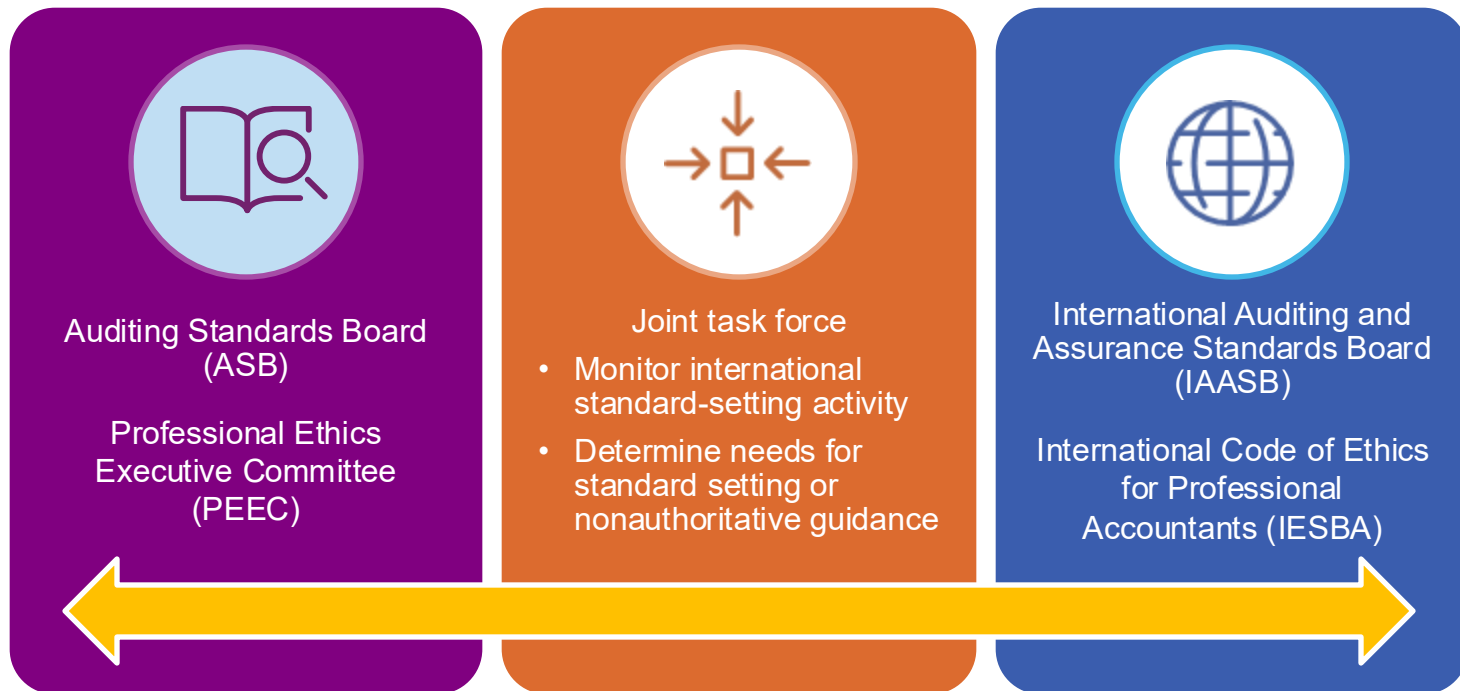 Auditing Standards Board
(ASB)
Professional Ethics
Executive Committee
(PEEC)
Joint task force
• Monitor international
standard-setting activity
• Determine needs for
standard setting or
nonauthoritative guidance
International Auditing and
Assurance Standards Board
(IAASB)
International Code of Ethics
for Professional
Accountants (IESBA)